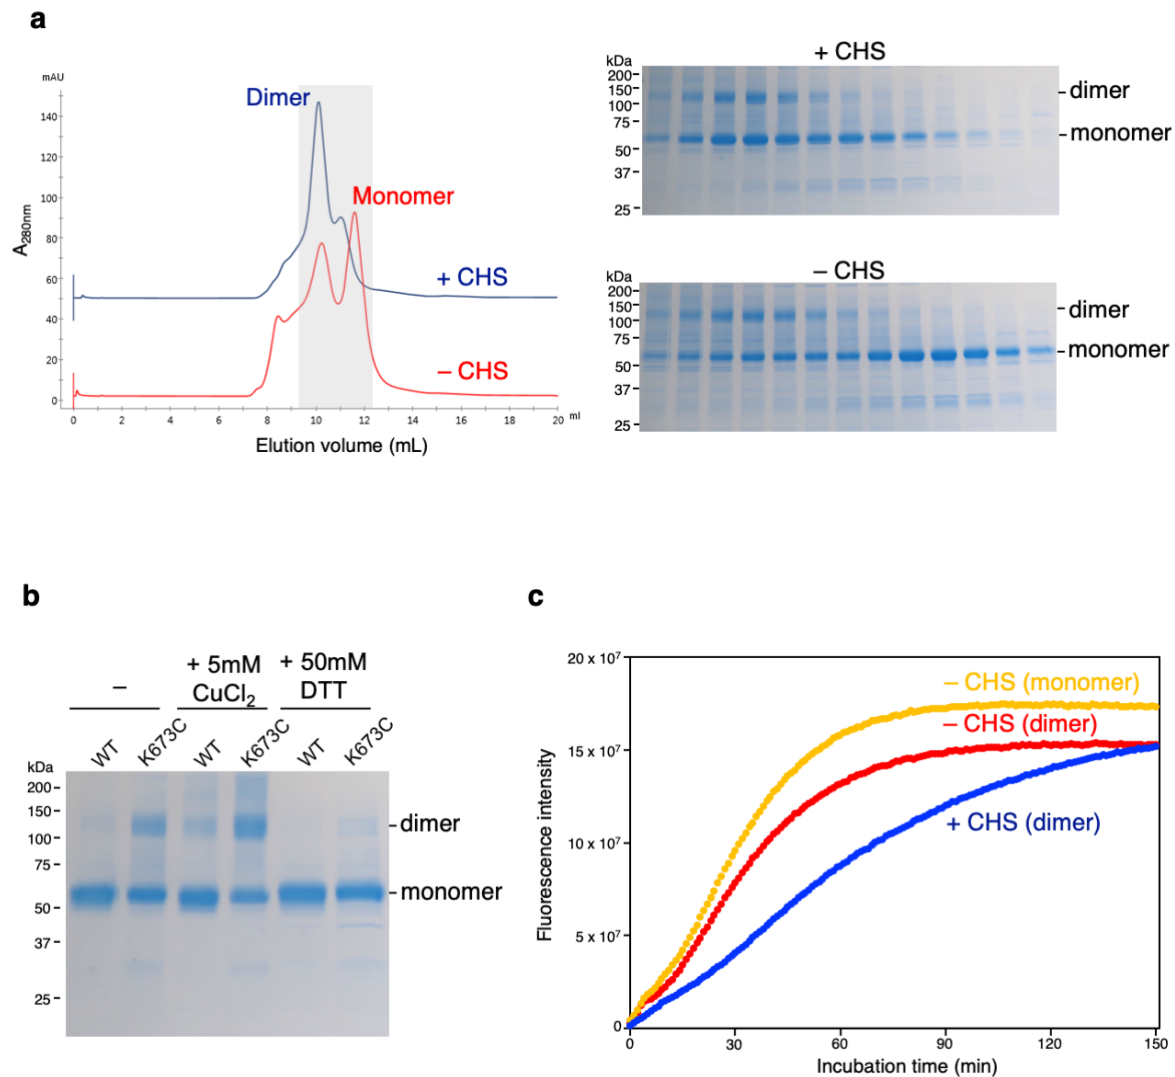 a
mAU
140
120
100
80
60
40
20
0
A280nm
Dimer
Monomer
+ CHS
– CHS
0 2 4 6 8 10 12 14 16 18 20 ml
Elution volume (mL)
+ CHS
kDa
200
150
100
75
50
37
25
dimer
monomer
– CHS
kDa
200
150
100
75
50
37
25
dimer
monomer
b
–
+ 5mM
CuCl₂
+ 50mM
DTT
WT K673C WT K673C WT K673C
kDa
200
150
100
75
50
37
25
dimer
monomer
c
20 x 10⁷
15 x 10⁷
10 x 10⁷
5 x 10⁷
0
Fluorescence intensity
– CHS (monomer)
– CHS (dimer)
+ CHS (dimer)
0 30 60 90 120 150
Incubation time (min)